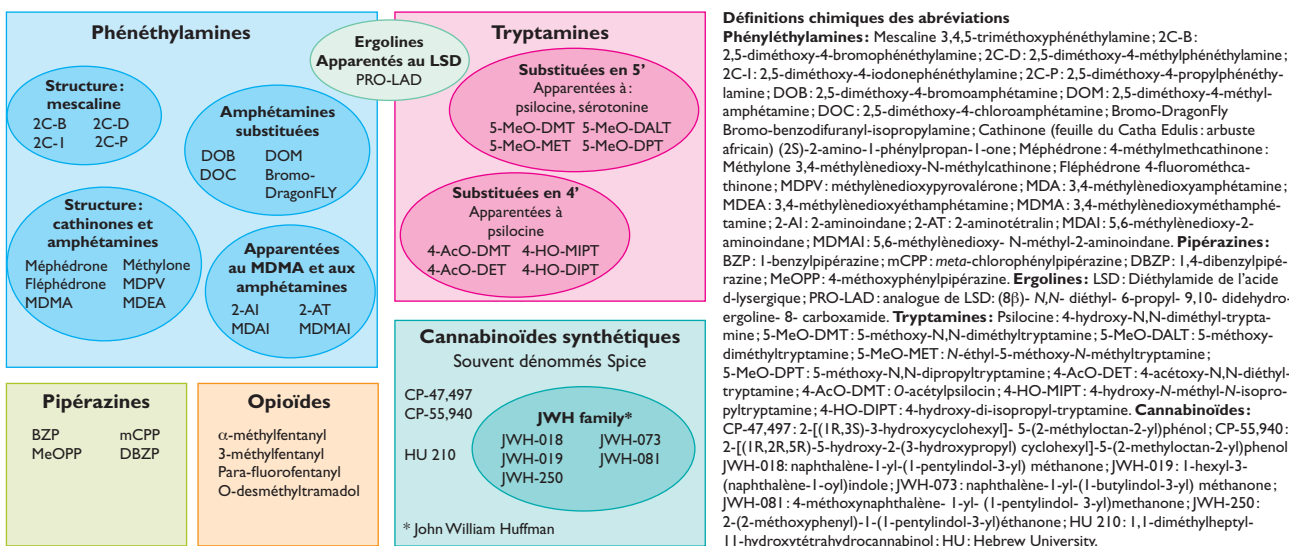 Phénéthylamines
Structure :
mescaline
2C-B 2C-D
2C-I 2C-P
Amphétamines
substituées
DOB DOM
DOC Bromo-
DragonFLY
Structure :
cathinones et
amphétamines
Méphédrone Méthylone
Fléphédrone MDPV
MDMA MDEA
Apparentées
au MDMA et aux
amphétamines
2-AI 2-AT
MDAI MDMAI
Ergolines
Apparentés au LSD
PRO-LAD
Tryptamines
Substituées en 5’
Apparentées à :
psilocine, sérotonine
5-MeO-DMT 5-MeO-DALT
5-MeO-MET 5-MeO-DPT
Substituées en 4’
Apparentées à
psilocine
4-AcO-DMT 4-HO-MIPT
4-AcO-DET 4-HO-DIPT
Pipérazines
BZP mCPP
MeOPP DBZP
Opioïdes
α-méthylfentanyl
3-méthylfentanyl
Para-fluorofentanyl
O-desméthyltramadol
Cannabinoïdes synthétiques
Souvent dénommés Spice
CP-47,497
CP-55,940
HU 210
JWH family*
JWH-018 JWH-073
JWH-019 JWH-081
JWH-250
* John William Huffman
Définitions chimiques des abréviations
Phényléthylamines : Mescaline 3,4,5-triméthoxyphénéthylamine ; 2C-B :
2,5-diméthoxy-4-bromophénéthylamine ; 2C-D : 2,5-diméthoxy-4-méthylphénéthylamine ;
2C-I : 2,5-diméthoxy-4-iodonephénéthylamine ; 2C-P : 2,5-diméthoxy-4-propylphénéthy-
lamine ; DOB : 2,5-diméthoxy-4-bromoamphétamine ; DOM : 2,5-diméthoxy-4-méthyl-
amphétamine ; DOC : 2,5-diméthoxy-4-chloroamphétamine ; Bromo-DragonFly
Bromo-benzodifuranyl-isopropylamine ; Cathinone (feuille du Catha Edulis : arbuste
africain) (2S)-2-amino-1-phénylpropan-1-one ; Méphédrone : 4-méthylmethcathinone :
Méthylone 3,4-méthylènedioxy-N-méthylcathinone ; Fléphédrone 4-fluorométhca-
thinone ; MDPV : méthylènedioxypyrovalérone ; MDA : 3,4-méthylènedioxyamphétamine ;
MDEA : 3,4-méthylènedioxyéthamphétamine ; MDMA : 3,4-méthylènedioxyméthamphé-
tamine ; 2-AI : 2-aminoindane ; 2-AT : 2-aminotétralin ; MDAI : 5,6-méthylènedioxy-2-
aminoindane ; MDMAI : 5,6-méthylènedioxy- N-méthyl-2-aminoindane. Pipérazines :
BZP : 1-benzylpipérazine ; mCPP : meta-chlorophénylpipérazine ; DBZP : 1,4-dibenzylpipé-
razine ; MeOPP : 4-méthoxyphénylpipérazine. Ergolines : LSD : Diéthylamide de l’acide
d-lysergique ; PRO-LAD : analogue de LSD : (8β)- N,N- diéthyl- 6-propyl- 9,10- didehydro-
ergoline- 8- carboxamide. Tryptamines : Psilocine : 4-hydroxy-N,N-diméthyl-trypta-
mine ; 5-MeO-DMT : 5-méthoxy-N,N-diméthyltryptamine ; 5-MeO-DALT : 5-méthoxy-
diméthyltryptamine ; 5-MeO-MET : N-éthyl-5-méthoxy-N-méthyltryptamine ;
5-MeO-DPT : 5-méthoxy-N,N-dipropyltryptamine ; 4-AcO-DET : 4-acétoxy-N,N-diéthyl-
tryptamine ; 4-AcO-DMT : O-acétylpsilocin ; 4-HO-MIPT : 4-hydroxy-N-méthyl-N-isopro-
pyltryptamine ; 4-HO-DIPT : 4-hydroxy-di-isopropyl-tryptamine. Cannabinoïdes :
CP-47,497 : 2-[(1R,3S)-3-hydroxycyclohexyl]- 5-(2-méthyloctan-2-yl)phénol ; CP-55,940 :
2-[(1R,2R,5R)-5-hydroxy-2-(3-hydroxypropyl) cyclohexyl]-5-(2-methyloctan-2-yl)phenol
JWH-018 : naphthalène-1-yl-(1-pentylindol-3-yl) méthanone ; JWH-019 : 1-hexyl-3-
(naphthalène-1-oyl)indole ; JWH-073 : naphthalène-1-yl-(1-butylindol-3-yl) méthanone ;
JWH-081 : 4-méthoxynaphthalène- 1-yl- (1-pentylindol- 3-yl)methanone ; JWH-250 :
2-(2-méthoxyphenyl)-1-(1-pentylindol-3-yl)éthanone ; HU 210 : 1,1-diméthylheptyl-
11-hydroxytétrahydrocannabinol ; HU : Hebrew University.